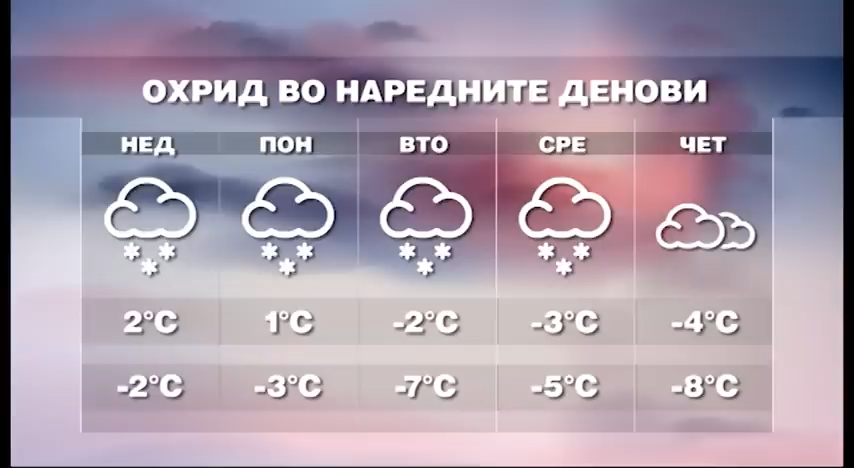 ОХРИД ВО НАРЕДНИТЕ ДЕНОВИ
НЕД ПОН ВТО СРЕ ЧЕТ
2°C 1°C -2°C -3°C -4°C
-2°C -3°C -7°C -5°C -8°C